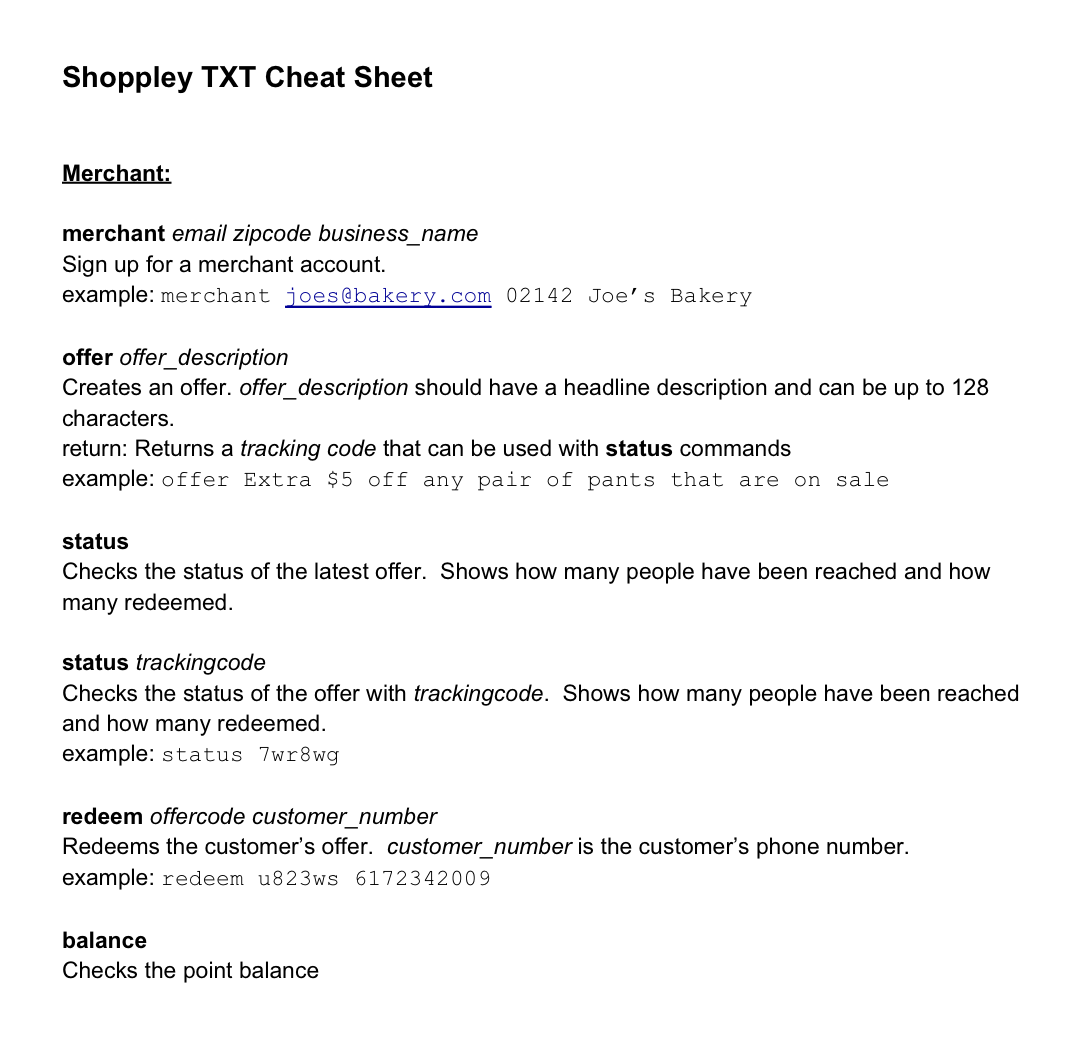 Shoppley TXT Cheat Sheet
Merchant:
merchant email zipcode business_name
Sign up for a merchant account.
example: merchant joes@bakery.com 02142 Joe’s Bakery
offer offer_description
Creates an offer. offer_description should have a headline description and can be up to 128
characters.
return: Returns a tracking code that can be used with status commands
example: offer Extra $5 off any pair of pants that are on sale
status
Checks the status of the latest offer.  Shows how many people have been reached and how
many redeemed.
status trackingcode
Checks the status of the offer with trackingcode.  Shows how many people have been reached
and how many redeemed.
example: status 7wr8wg
redeem offercode customer_number
Redeems the customer’s offer.  customer_number is the customer’s phone number.
example: redeem u823ws 6172342009
balance
Checks the point balance